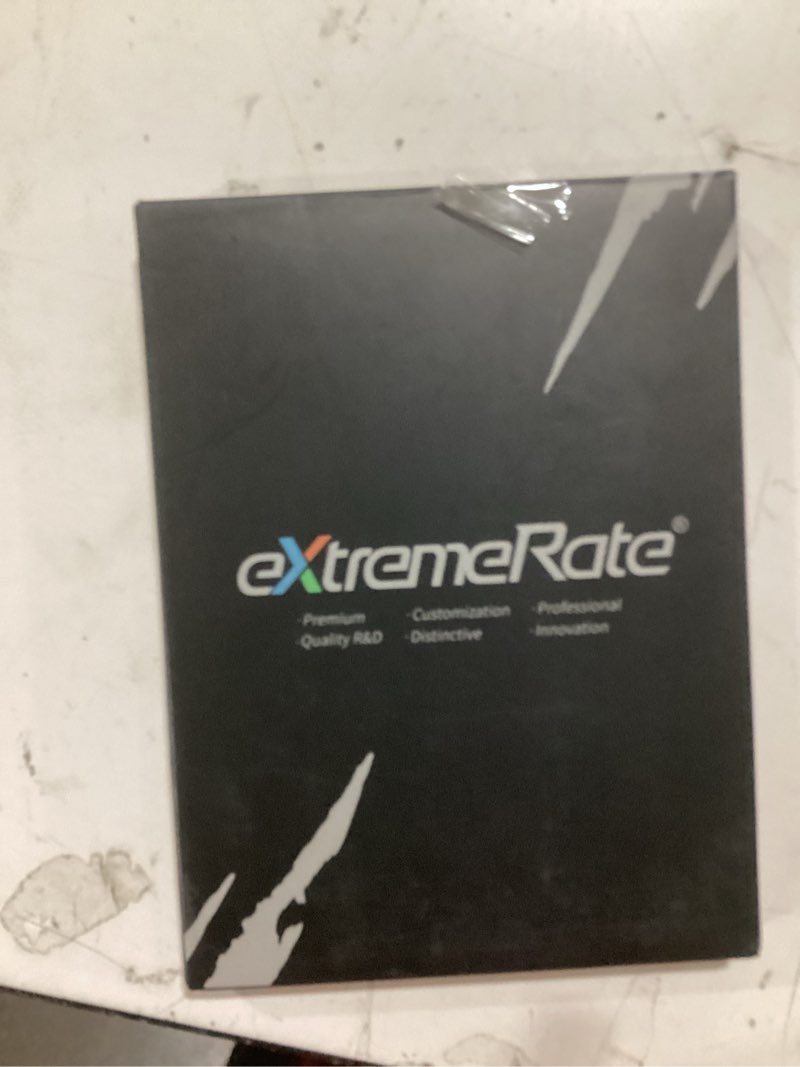 eXtremeRate®
·Premium ·Customization ·Professional
·Quality R&D ·Distinctive ·Innovation